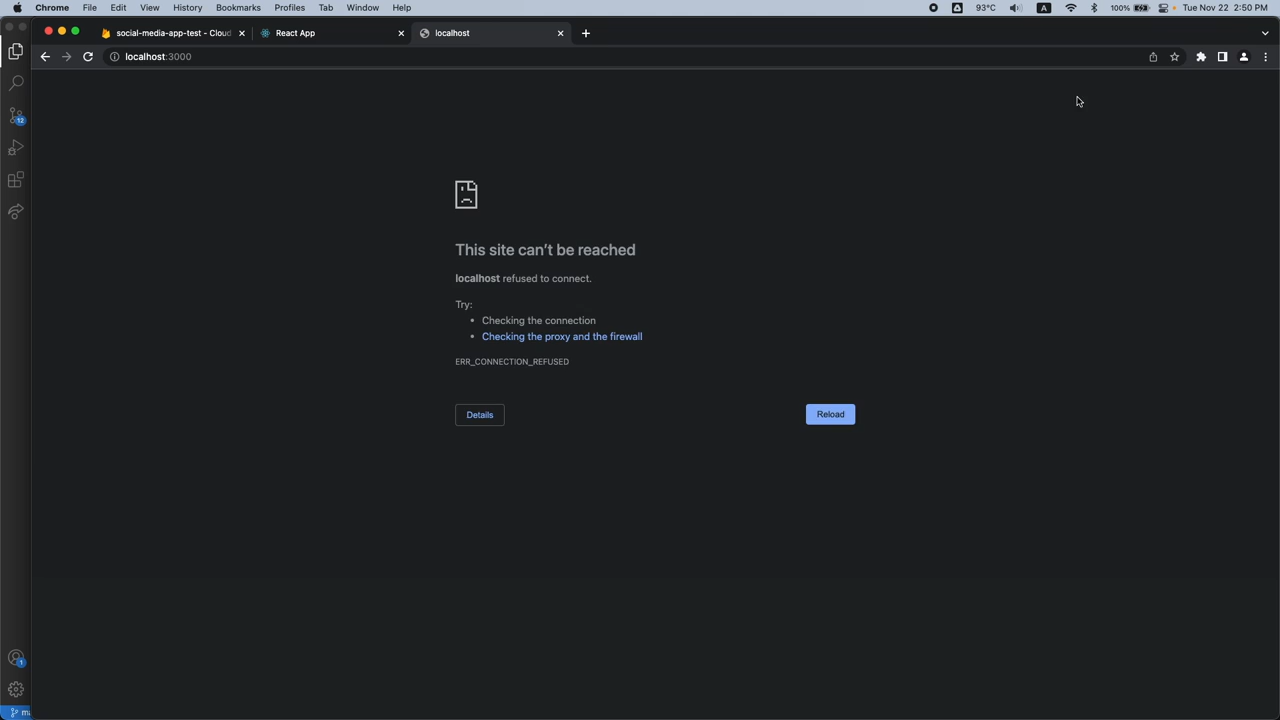 Chrome File Edit View History Bookmarks Profiles Tab Window Help 93°C A 100% Tue Nov 22 2:50 PM
social-media-app-test - Cloud React App localhost
localhost:3000
12
This site can't be reached
localhost refused to connect.
Try:
• Checking the connection
• Checking the proxy and the firewall
ERR_CONNECTION_REFUSED
Details Reload
1